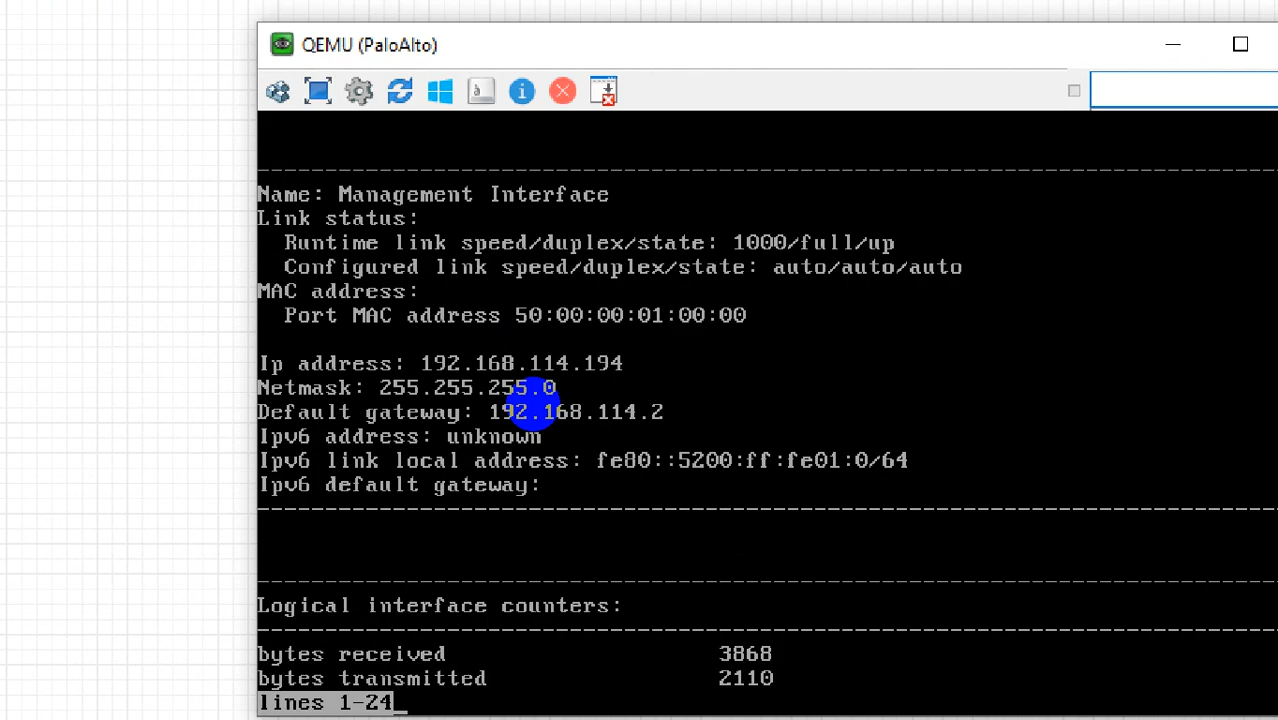 QEMU (PaloAlto)
Name: Management Interface
Link status:
Runtime link speed/duplex/state: 1000/full/up
Configured link speed/duplex/state: auto/auto/auto
MAC address:
Port MAC address 50:00:00:01:00:00
Ip address: 192.168.114.194
Netmask: 255.255.255.0
Default gateway: 192.168.114.2
Ipv6 address: unknown
Ipv6 link local address: fe80::5200:ff:fe01:0/64
Ipv6 default gateway:
Logical interface counters:
bytes received 3868
bytes transmitted 2110
lines 1-24